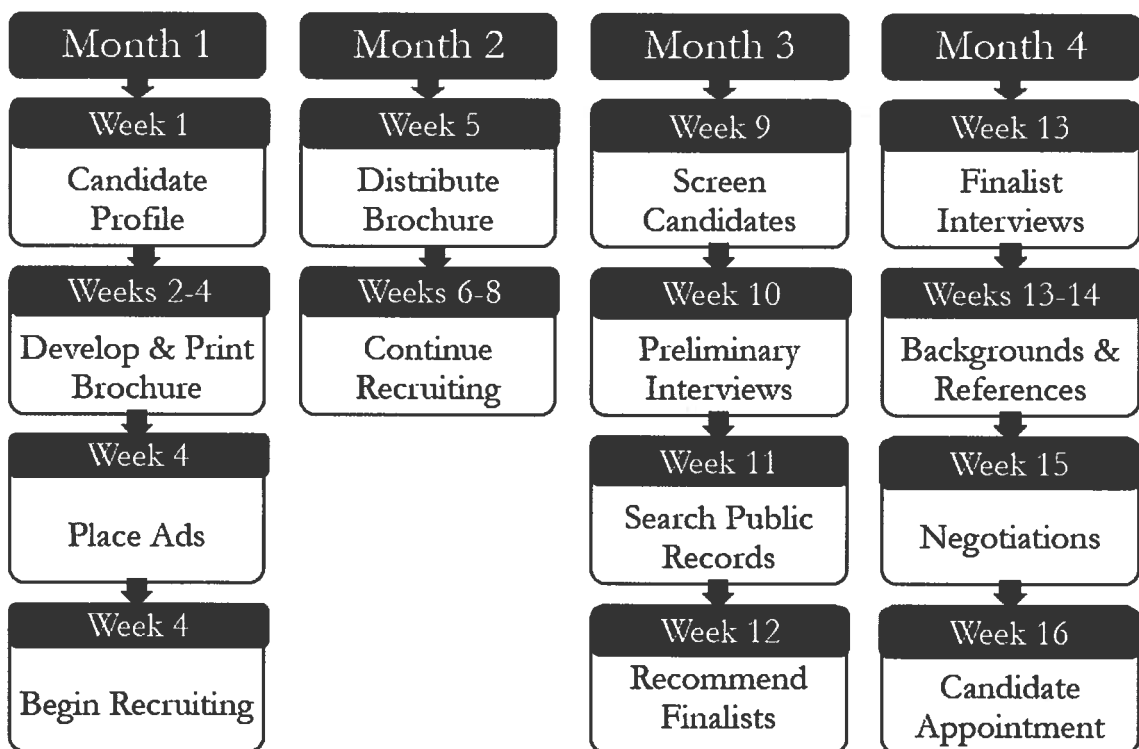 Month 1
Week 1
Candidate
Profile
Weeks 2-4
Develop & Print
Brochure
Week 4
Place Ads
Week 4
Begin Recruiting
Month 2
Week 5
Distribute
Brochure
Weeks 6-8
Continue
Recruiting
Month 3
Week 9
Screen
Candidates
Week 10
Preliminary
Interviews
Week 11
Search Public
Records
Week 12
Recommend
Finalists
Month 4
Week 13
Finalist
Interviews
Weeks 13-14
Backgrounds &
References
Week 15
Negotiations
Week 16
Candidate
Appointment